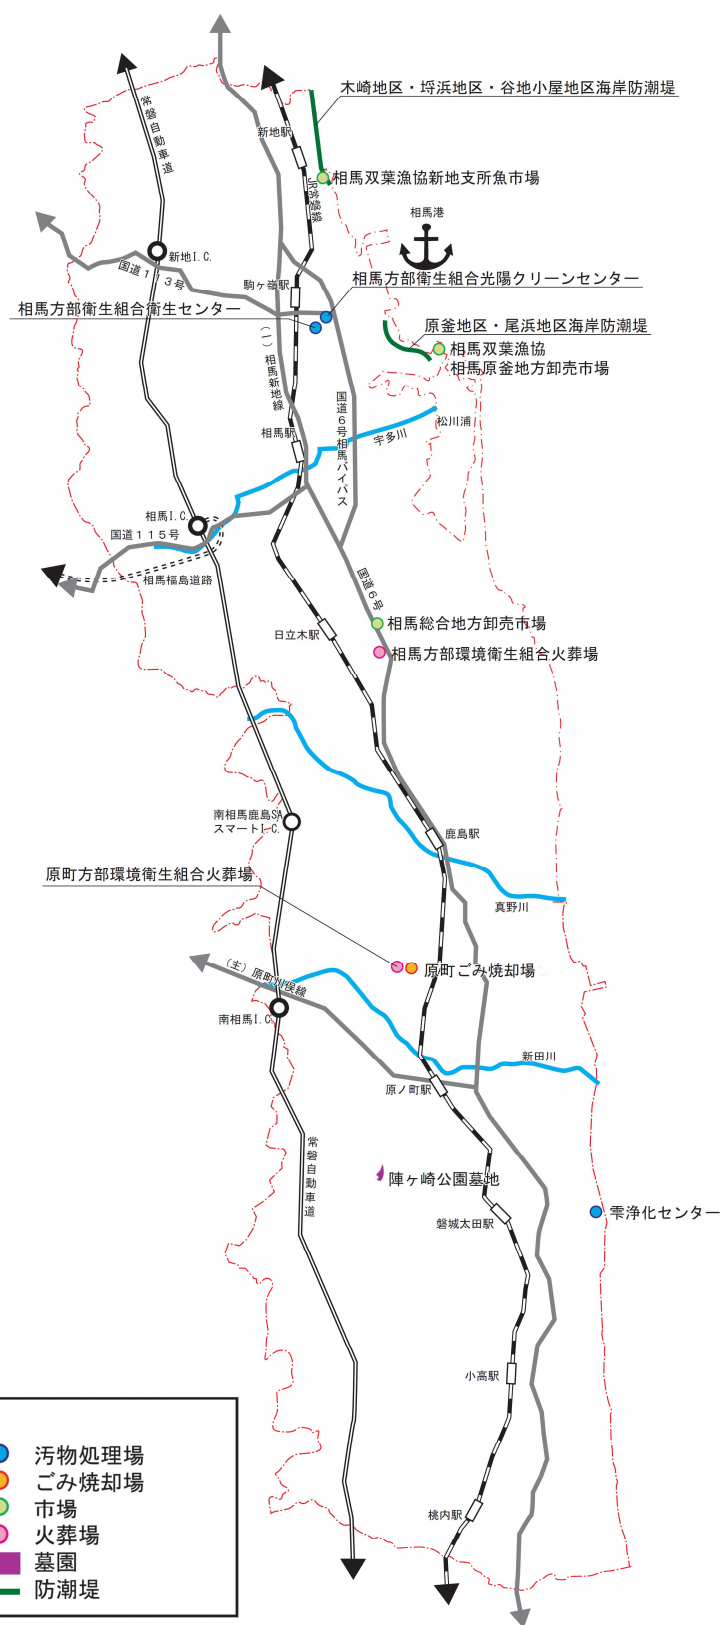 木崎地区・埒浜地区・谷地小屋地区海岸防潮堤
常磐自動車道
新地駅
相馬双葉漁協新地支所魚市場
JR常磐線
相馬港
新地I.C.
国道113号
駒ヶ嶺駅
相馬方部衛生組合光陽クリーンセンター
相馬方部衛生組合衛生センター
原釜地区・尾浜地区海岸防潮堤
相馬双葉漁協
相馬原釜地方卸売市場
(一)相馬新地線
国道6号相馬バイパス
松川浦
相馬駅
宇多川
相馬I.C.
国道115号
相馬福島道路
国道6号
相馬総合地方卸売市場
日立木駅
相馬方部環境衛生組合火葬場
南相馬鹿島SA
スマートI.C.
鹿島駅
原町方部環境衛生組合火葬場
真野川
(主)原町川俣線
原町ごみ焼却場
南相馬I.C.
新田川
原ノ町駅
常磐自動車道
陣ヶ崎公園墓地
雫浄化センター
磐城太田駅
小高駅
桃内駅
汚物処理場
ごみ焼却場
市場
火葬場
墓園
防潮堤